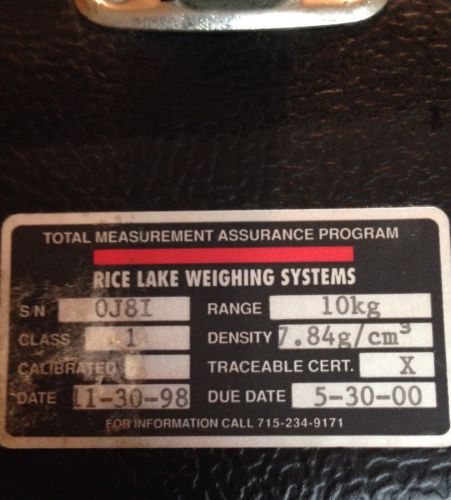 TOTAL MEASUREMENT ASSURANCE PROGRAM
RICE LAKE WEIGHING SYSTEMS
S/N 0J8I RANGE 10kg
CLASS 1 DENSITY 7.84g/cm³
CALIBRATED TRACEABLE CERT. X
DATE 11-30-98 DUE DATE 5-30-00
FOR INFORMATION CALL 715-234-9171